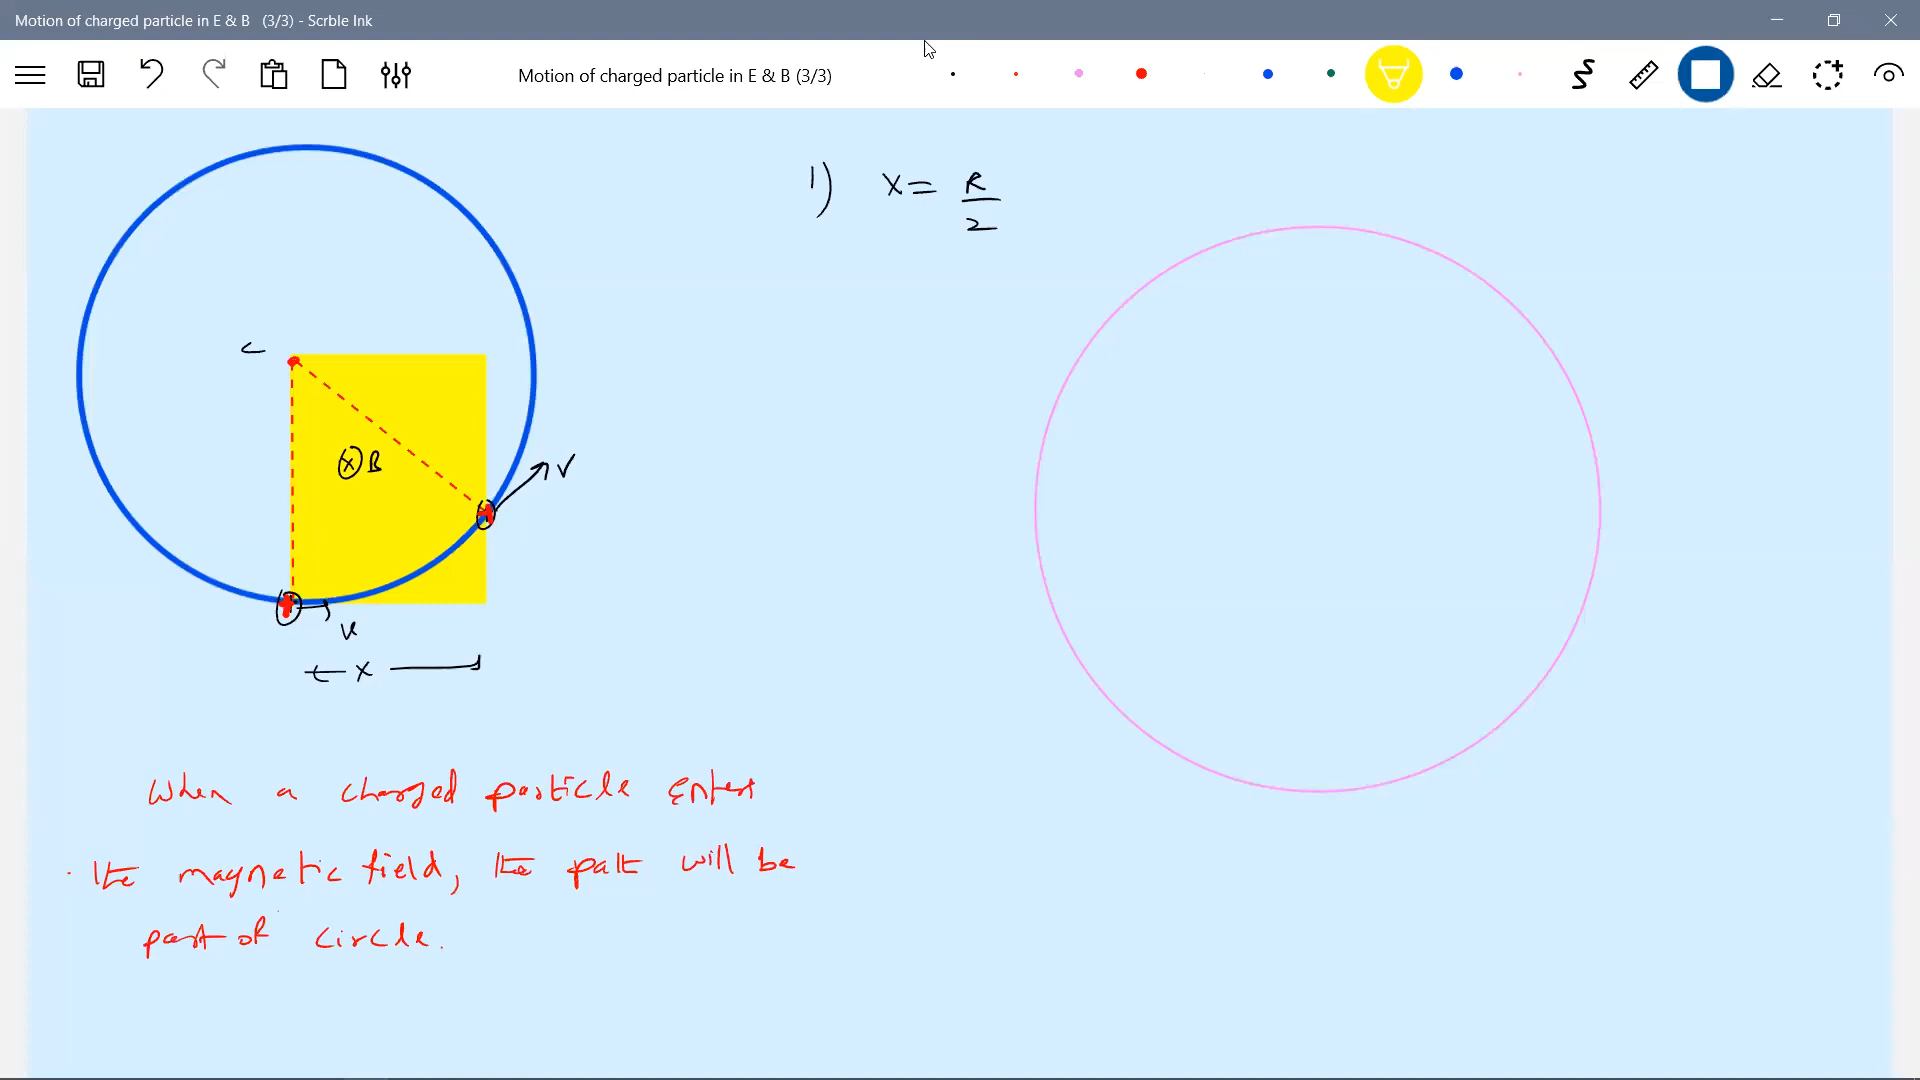 Motion of charged particle in E & B (3/3) - Scrble Ink
Motion of charged particle in E & B (3/3)
1) x = R/2
C
⊗ B
v
v
x
When a charged particle enters
the magnetic field, the path will be
part of circle.